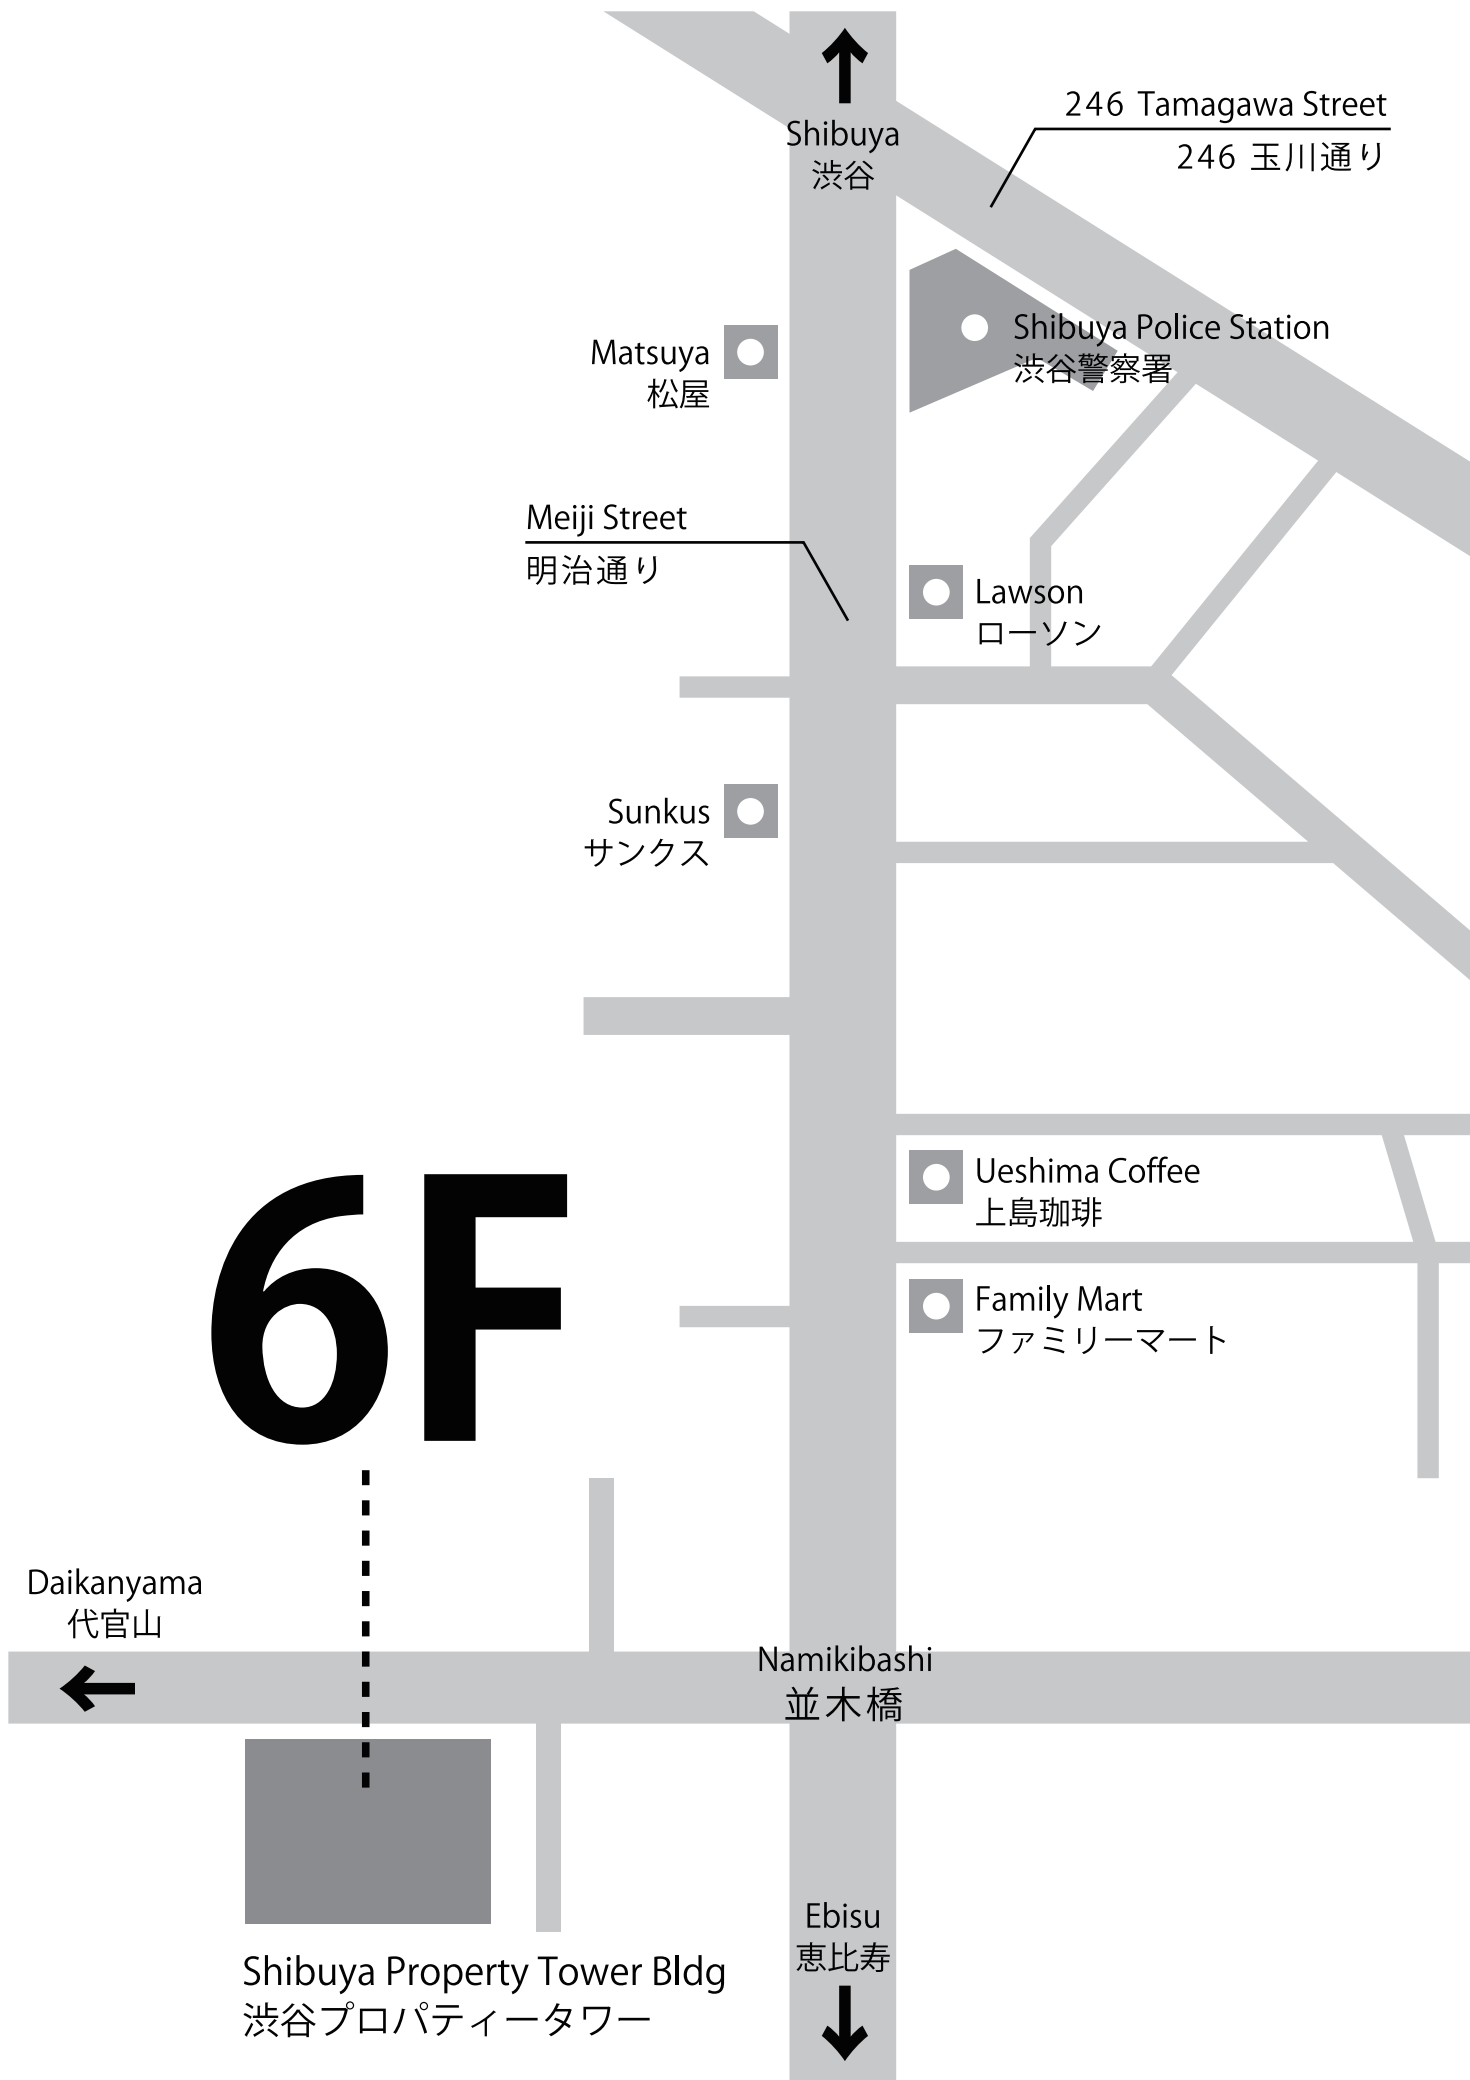 Shibuya
渋谷
246 Tamagawa Street
246 玉川通り
Shibuya Police Station
渋谷警察署
Matsuya
松屋
Meiji Street
明治通り
Lawson
ローソン
Sunkus
サンクス
Ueshima Coffee
上島珈琲
Family Mart
ファミリーマート
6F
Daikanyama
代官山
Namikibashi
並木橋
Ebisu
恵比寿
Shibuya Property Tower Bldg
渋谷プロパティータワー